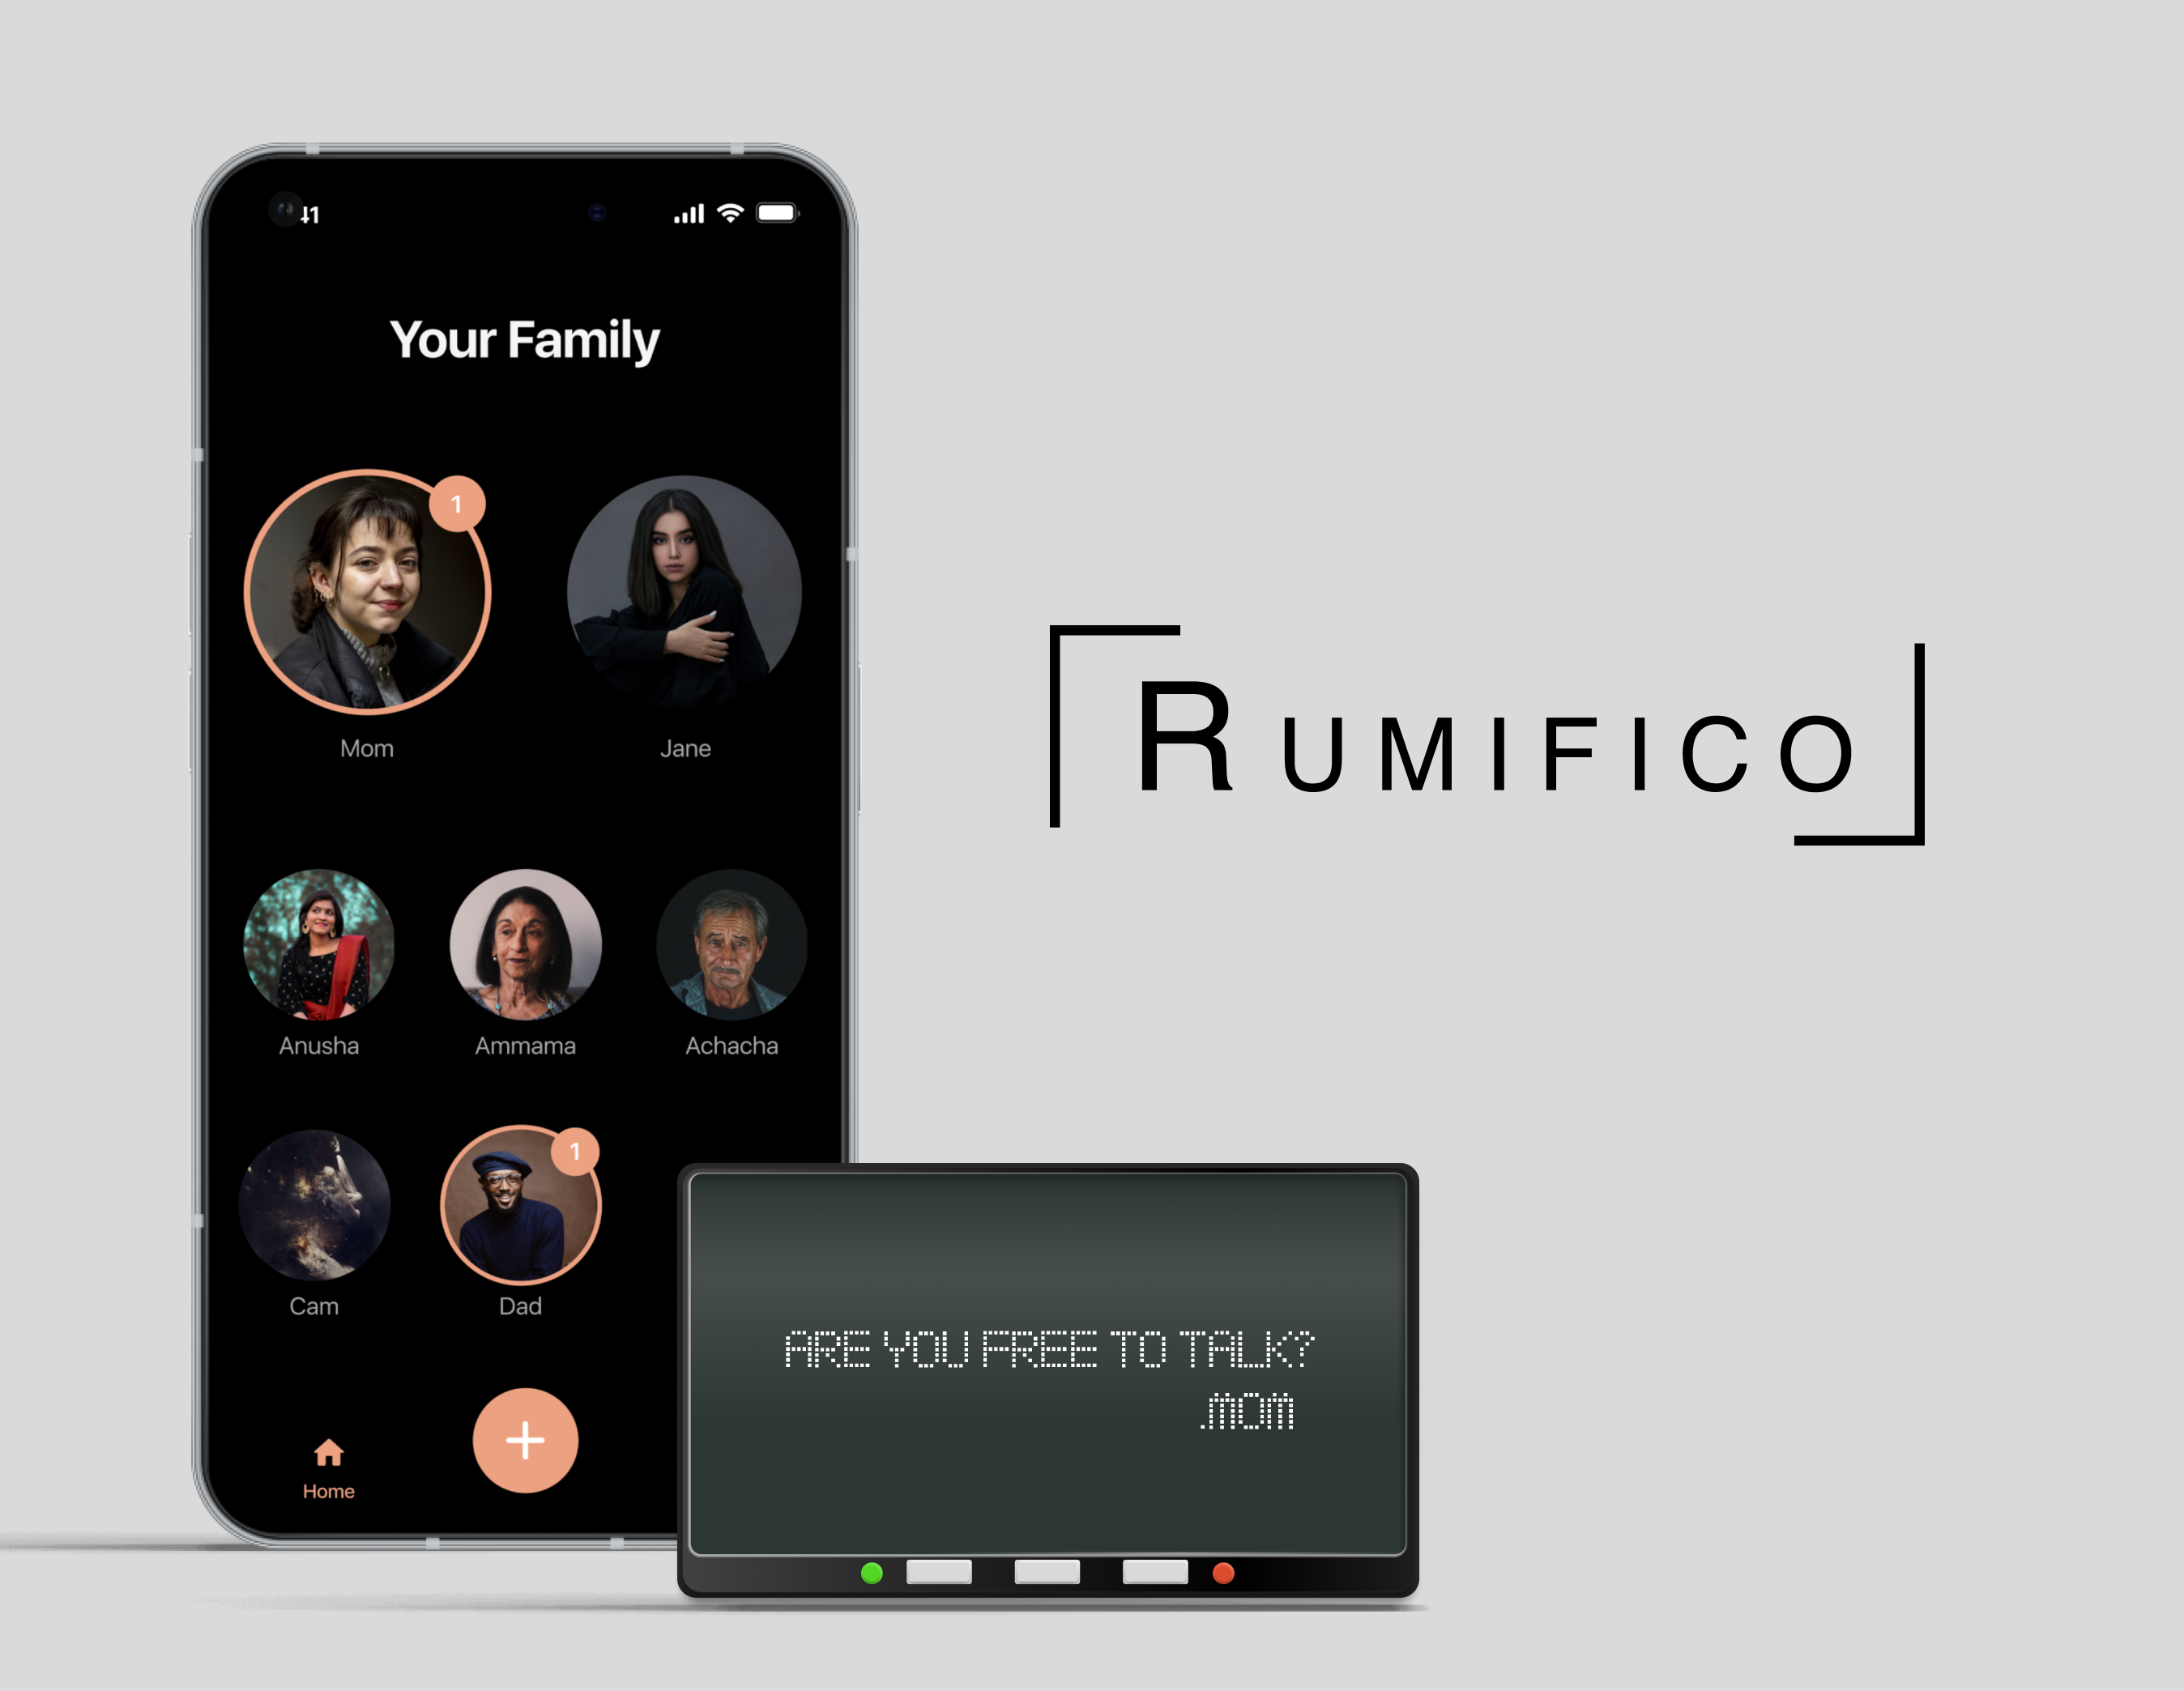 41
Your Family
1
Mom
Jane
Anusha
Ammama
Achacha
1
Cam
Dad
Home
RUMIFICO
ARE YOU FREE TO TALK?
.MOM